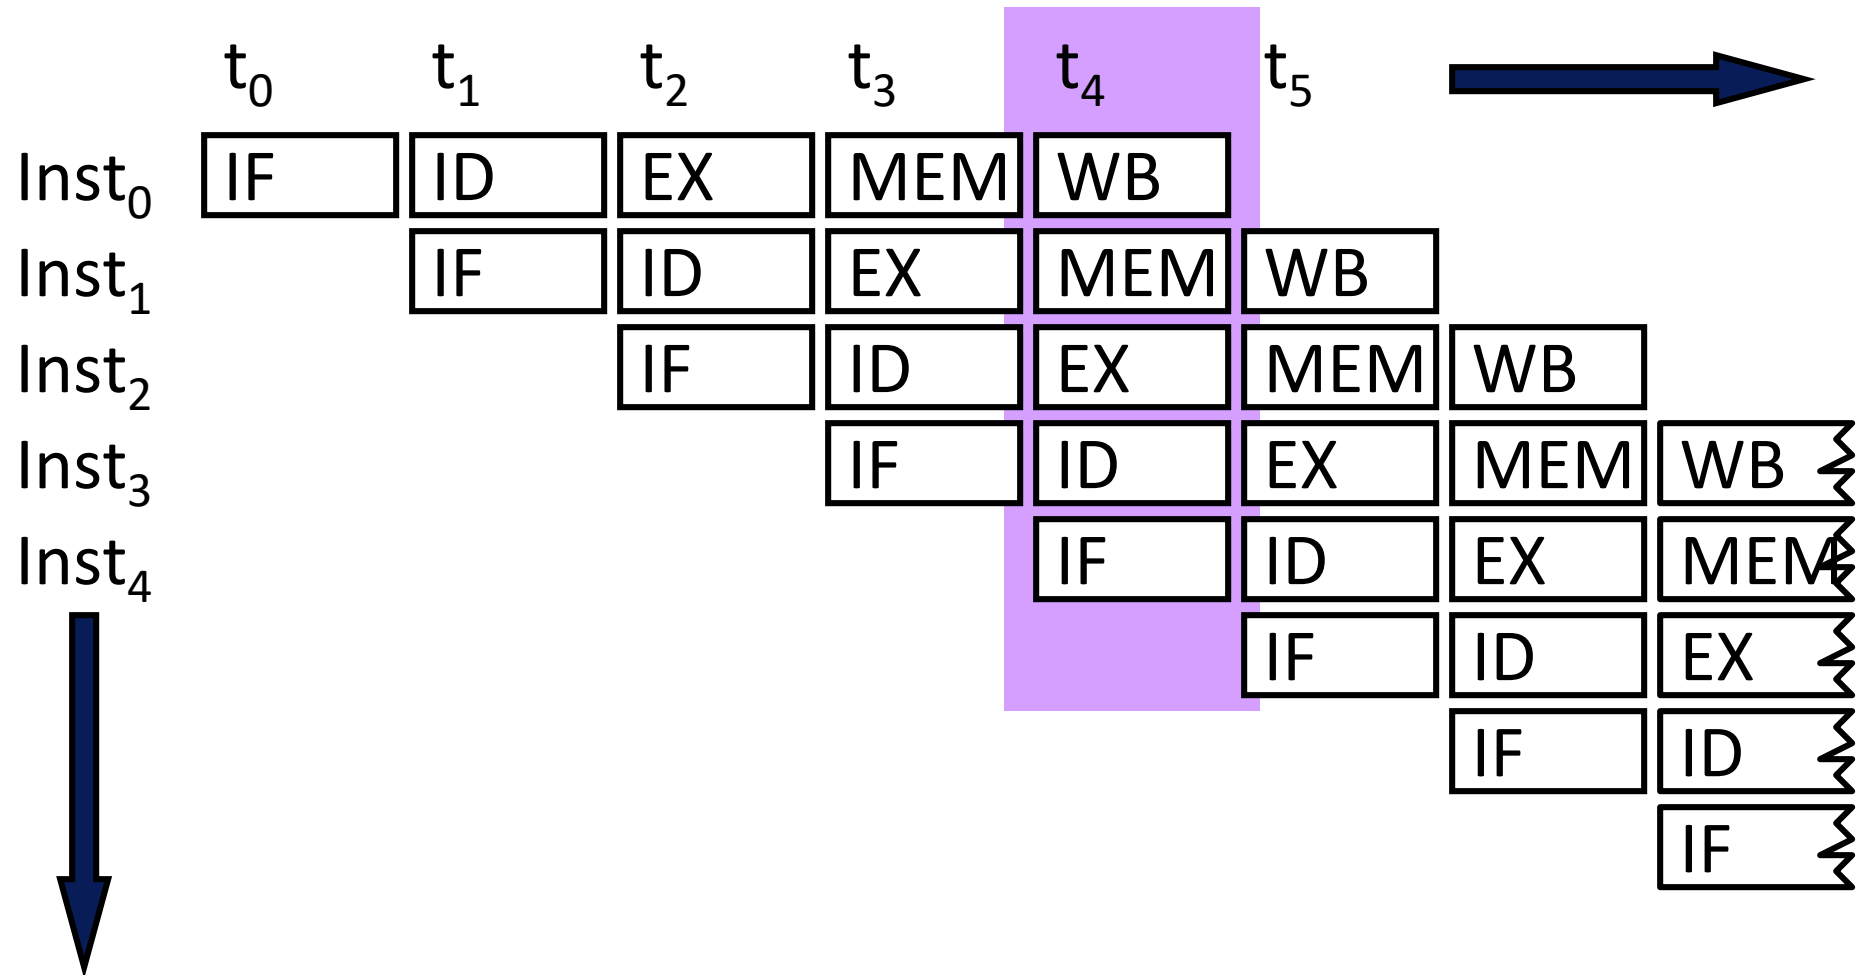 t₀ t₁ t₂ t₃ t₄ t₅
Inst₀ IF ID EX MEM WB
Inst₁ IF ID EX MEM WB
Inst₂ IF ID EX MEM WB
Inst₃ IF ID EX MEM WB
Inst₄ IF ID EX MEM
IF ID EX
IF ID
IF